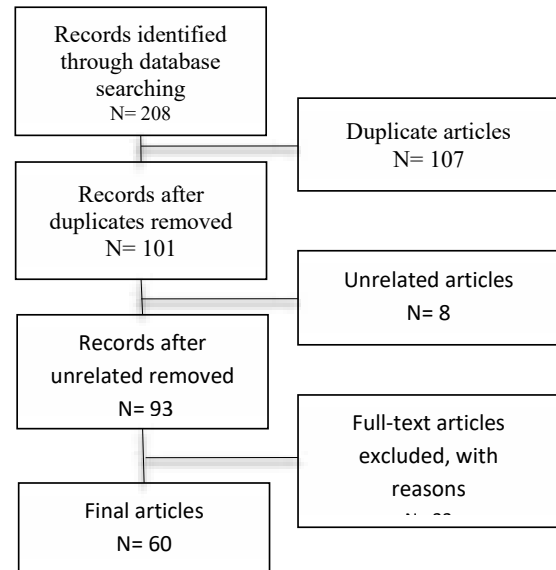 Records identified
through database
searching
N= 208
Duplicate articles
N= 107
Records after
duplicates removed
N= 101
Unrelated articles
N= 8
Records after
unrelated removed
N= 93
Full-text articles
excluded, with
reasons
Final articles
N= 60